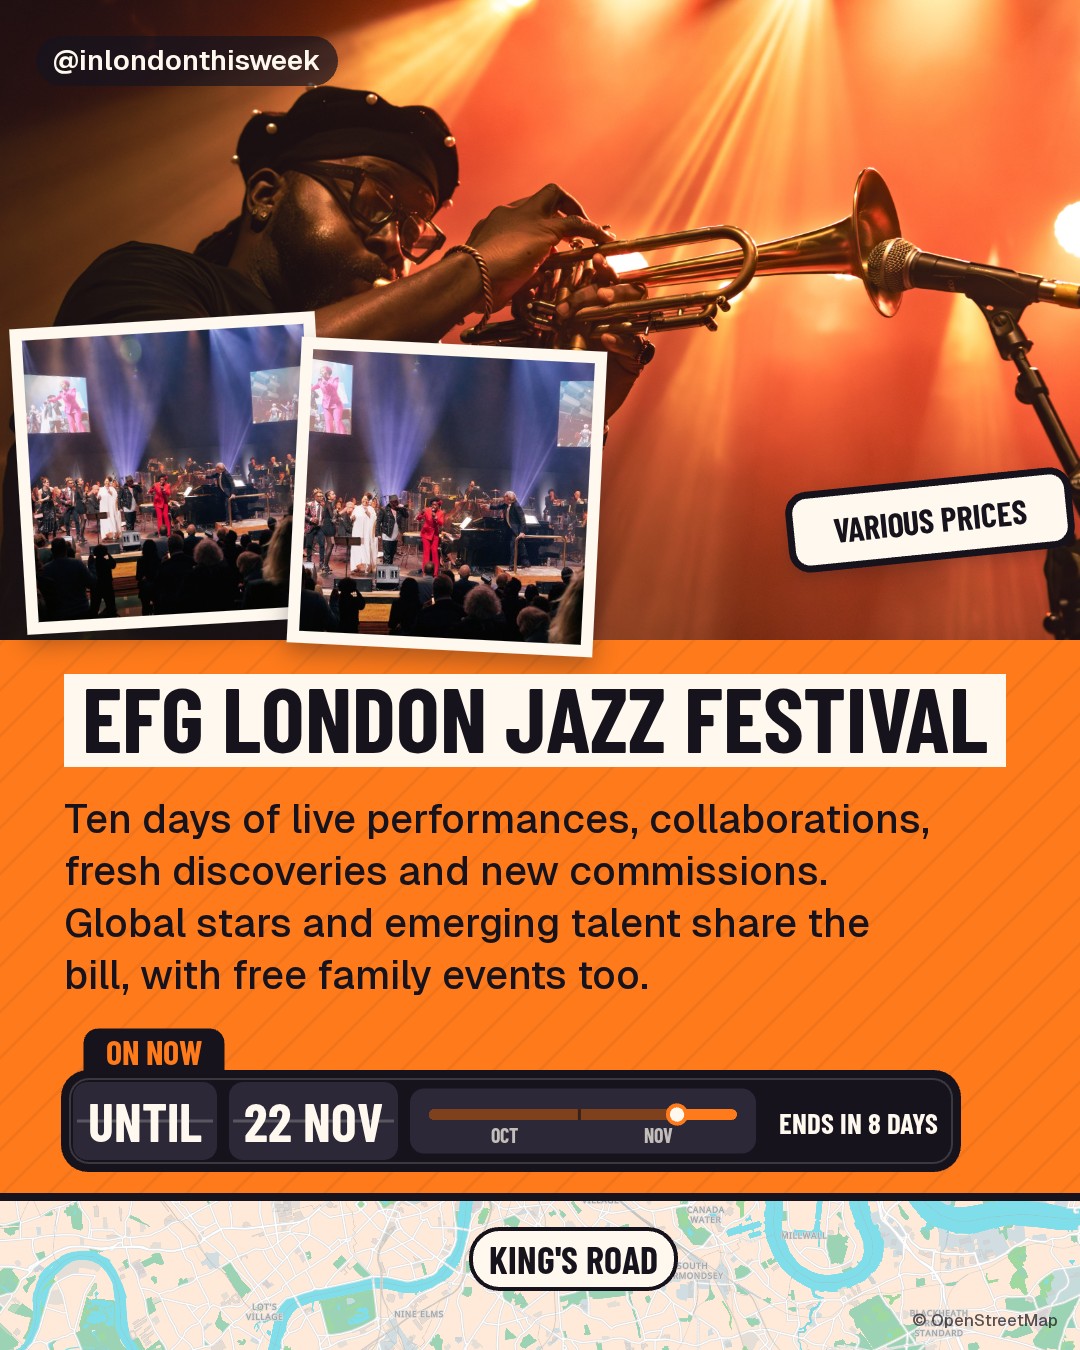 @inlondonthisweek
VARIOUS PRICES
EFG LONDON JAZZ FESTIVAL
Ten days of live performances, collaborations,
fresh discoveries and new commissions.
Global stars and emerging talent share the
bill, with free family events too.
ON NOW
UNTIL 22 NOV
OCT NOV
ENDS IN 8 DAYS
CANADA
WATER
MILLWALL
KING'S ROAD
SOUTH
LOT'S
VILLAGE
NINE ELMS
BLACKHEATH
STANDARD
© OpenStreetMap